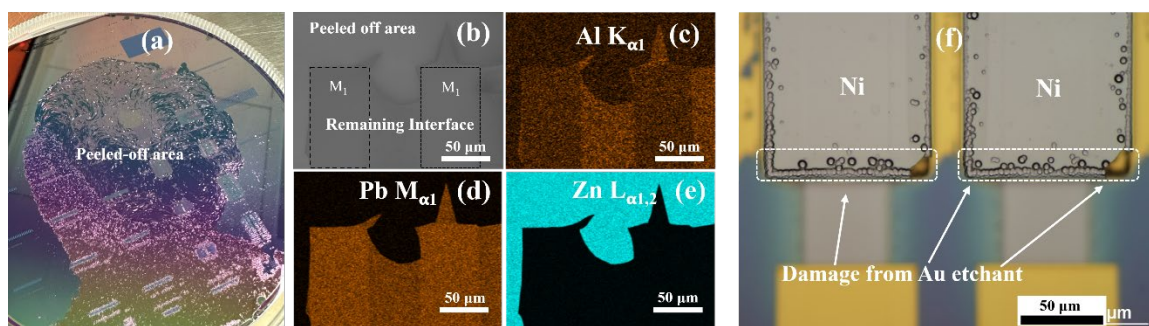 (a)
Peeled-off area
Peeled off area
(b)
M1
M1
Remaining Interface
50 μm
Al Kα1
(c)
50 μm
Pb Mα1
(d)
50 μm
Zn Lα1,2
(e)
50 μm
(f)
Ni
Ni
Damage from Au etchant
50 μm
μm